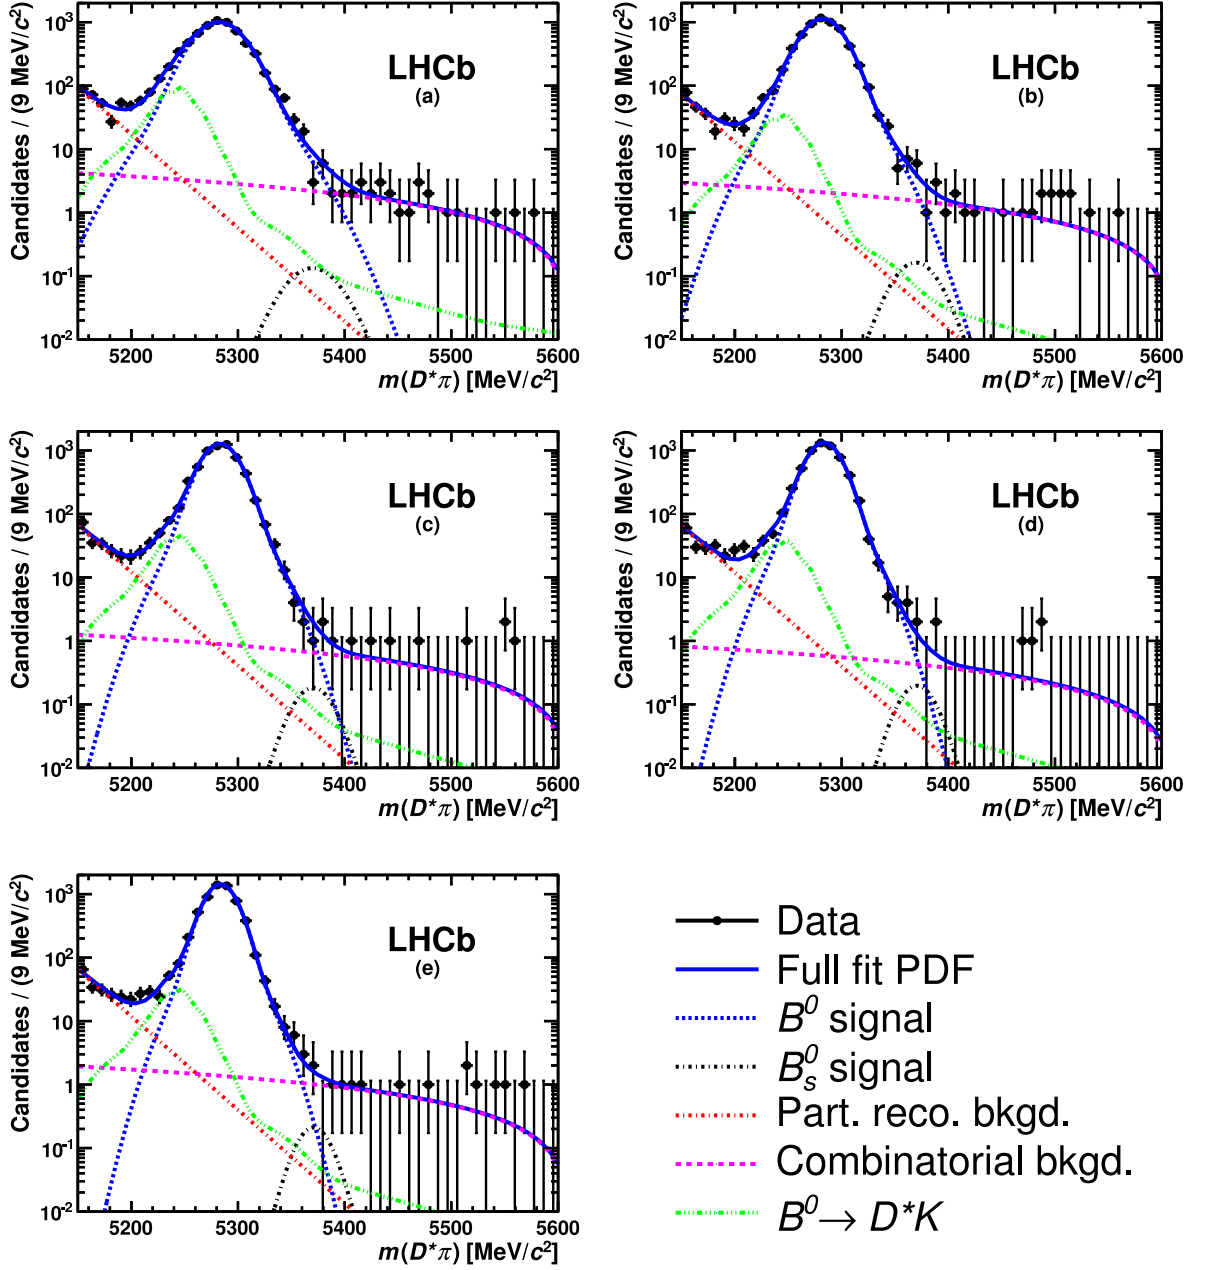 Candidates / (9 MeV/c²)
10³
10²
10
1
10⁻¹
10⁻²
LHCb
(a)
5200 5300 5400 5500 5600
m(D*π) [MeV/c²]
Candidates / (9 MeV/c²)
10³
10²
10
1
10⁻¹
10⁻²
LHCb
(b)
5200 5300 5400 5500 5600
m(D*π) [MeV/c²]
Candidates / (9 MeV/c²)
10³
10²
10
1
10⁻¹
10⁻²
LHCb
(c)
5200 5300 5400 5500 5600
m(D*π) [MeV/c²]
Candidates / (9 MeV/c²)
10³
10²
10
1
10⁻¹
10⁻²
LHCb
(d)
5200 5300 5400 5500 5600
m(D*π) [MeV/c²]
Candidates / (9 MeV/c²)
10³
10²
10
1
10⁻¹
10⁻²
LHCb
(e)
5200 5300 5400 5500 5600
m(D*π) [MeV/c²]
Data
Full fit PDF
B⁰ signal
B⁰ₛ signal
Part. reco. bkgd.
Combinatorial bkgd.
B⁰→ D*K